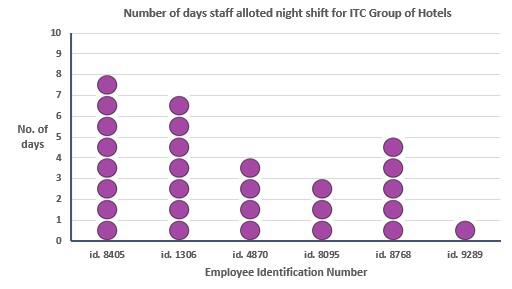 Number of days staff alloted night shift for ITC Group of Hotels
10
9
8
7
6
5
4
3
2
1
0
No. of
days
id. 8405 id. 1306 id. 4870 id. 8095 id. 8768 id. 9289
Employee Identification Number